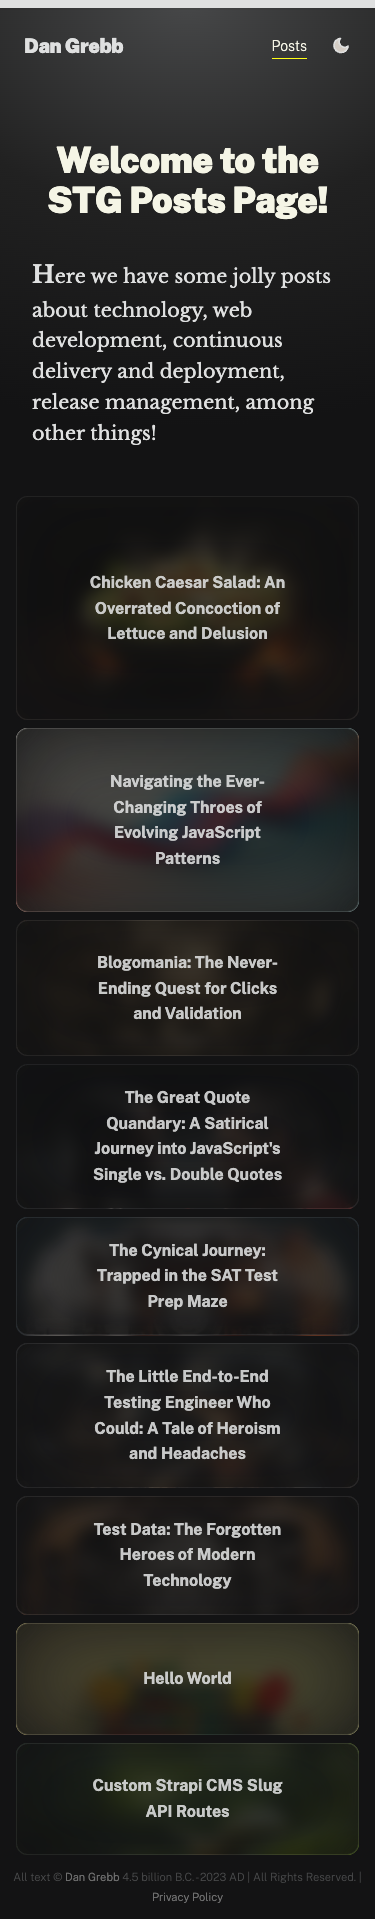 Dan Grebb
Posts
Welcome to the
STG Posts Page!
Here we have some jolly posts
about technology, web
development, continuous
delivery and deployment,
release management, among
other things!
Chicken Caesar Salad: An
Overrated Concoction of
Lettuce and Delusion
Navigating the Ever-
Changing Throes of
Evolving JavaScript
Patterns
Blogomania: The Never-
Ending Quest for Clicks
and Validation
The Great Quote
Quandary: A Satirical
Journey into JavaScript's
Single vs. Double Quotes
The Cynical Journey:
Trapped in the SAT Test
Prep Maze
The Little End-to-End
Testing Engineer Who
Could: A Tale of Heroism
and Headaches
Test Data: The Forgotten
Heroes of Modern
Technology
Hello World
Custom Strapi CMS Slug
API Routes
All text © Dan Grebb 4.5 billion B.C.-2023 AD | All Rights Reserved. |
Privacy Policy